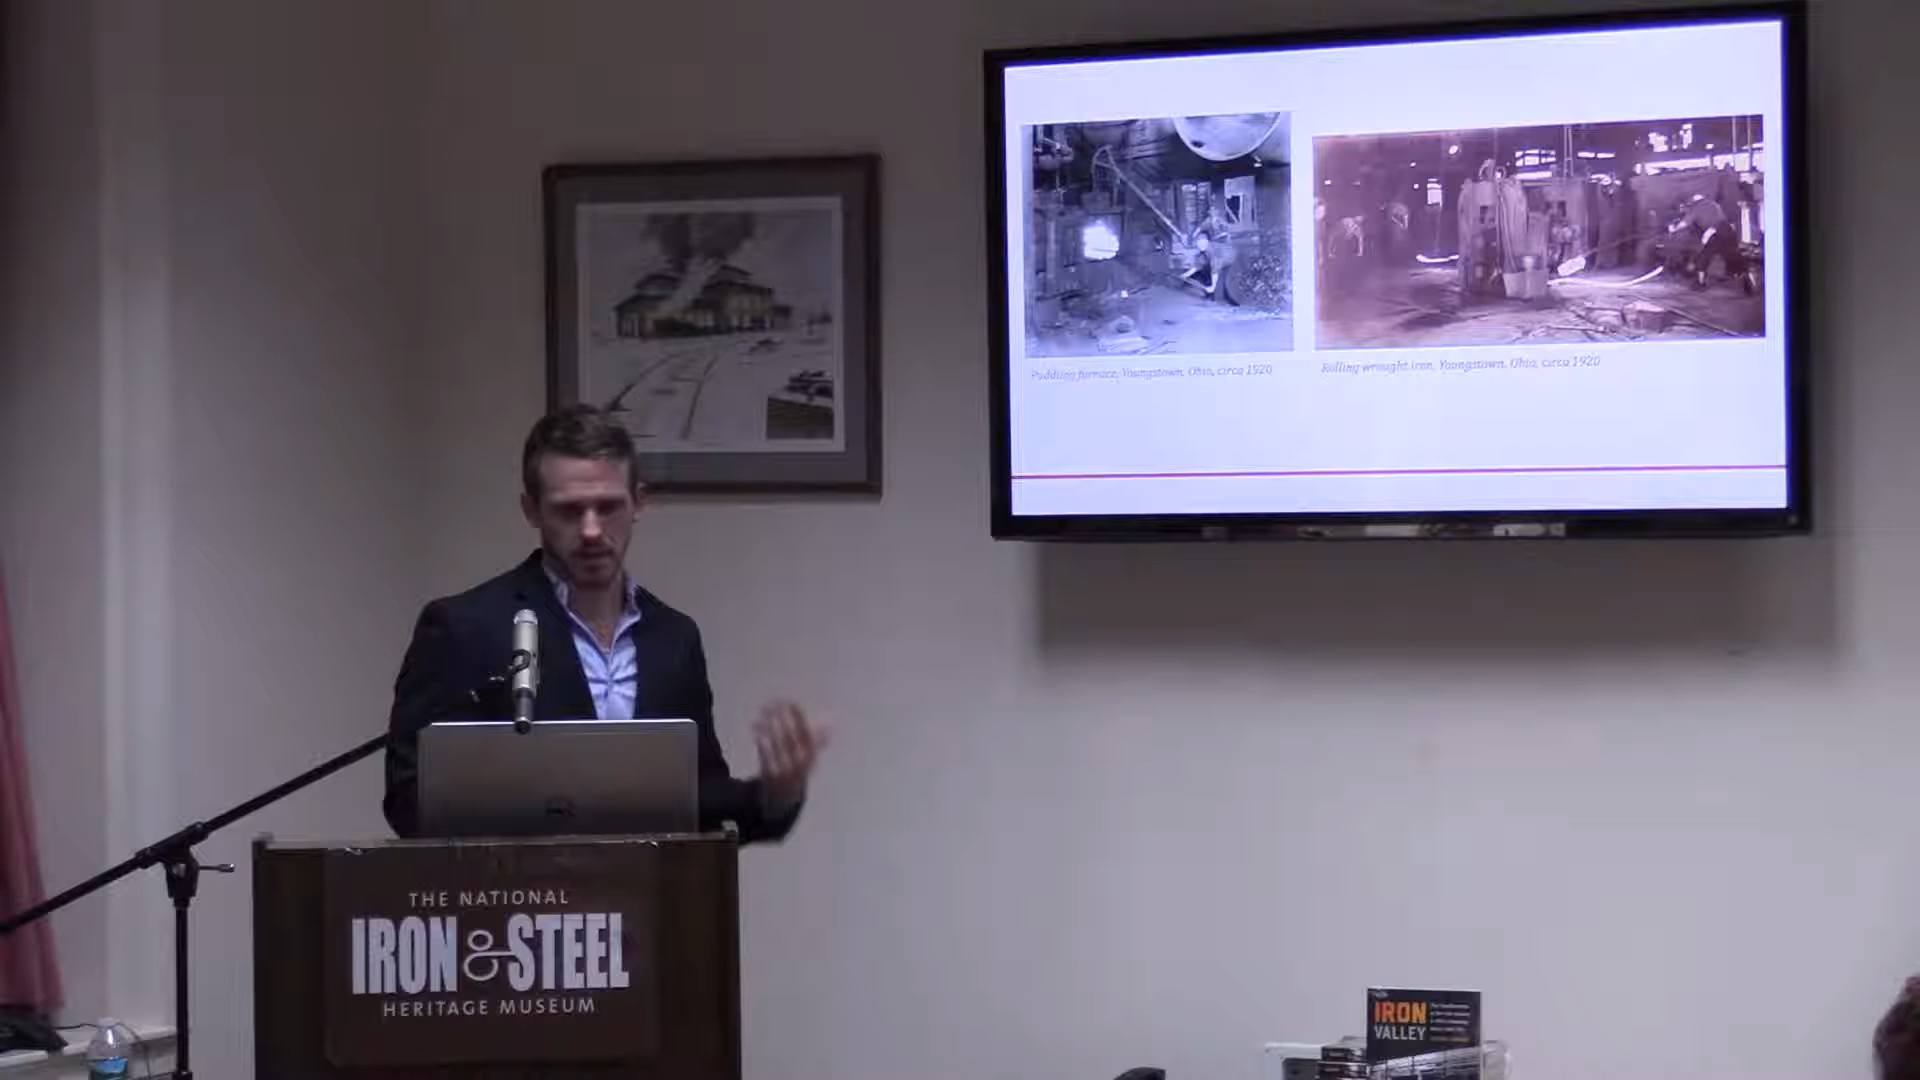 Puddling furnace, Youngstown, Ohio, circa 1920
Rolling wrought iron, Youngstown, Ohio, circa 1920
THE NATIONAL
IRON & STEEL
HERITAGE MUSEUM
IRON
VALLEY